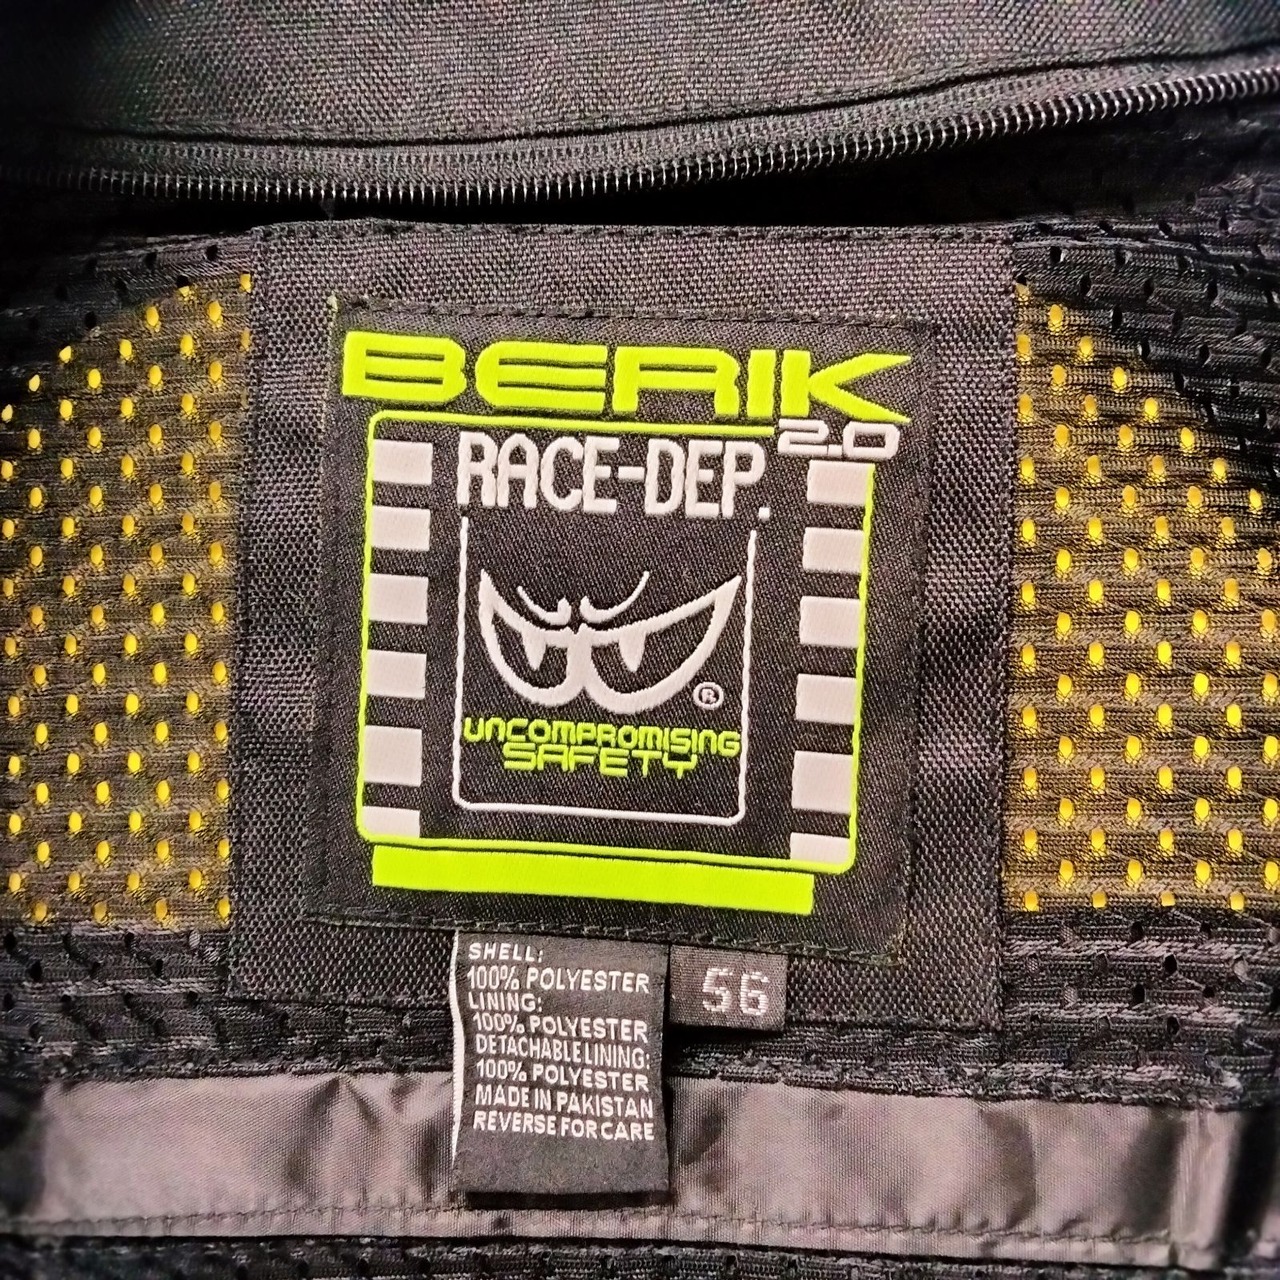 BERIK
2.0
RACE-DEP.
®
UNCOMPROMISING
SAFETY
SHELL:
100% POLYESTER
LINING:
100% POLYESTER
DETACHABLE LINING:
100% POLYESTER
MADE IN PAKISTAN
REVERSE FOR CARE
56